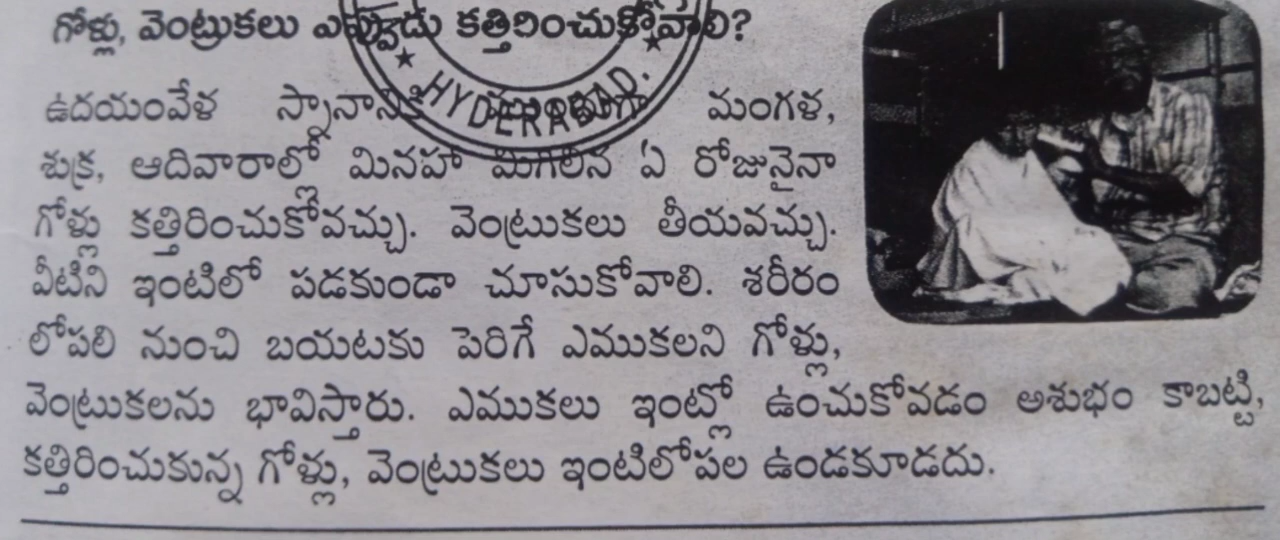 గోళ్లు, వెంట్రుకలు ఎప్పుడు కత్తిరించుకోవాలి?
HYDERABAD.
ఉదయంవేళ స్నానానికి ముందుగా మంగళ,
శుక్ర, ఆదివారాల్లో మినహా మిగిలిన ఏ రోజునైనా
గోళ్లు కత్తిరించుకోవచ్చు. వెంట్రుకలు తీయవచ్చు.
వీటిని ఇంటిలో పడకుండా చూసుకోవాలి. శరీరం
లోపలి నుంచి బయటకు పెరిగే ఎముకలని గోళ్లు,
వెంట్రుకలను భావిస్తారు. ఎముకలు ఇంట్లో ఉంచుకోవడం అశుభం కాబట్టి,
కత్తిరించుకున్న గోళ్లు, వెంట్రుకలు ఇంటిలోపల ఉండకూడదు.